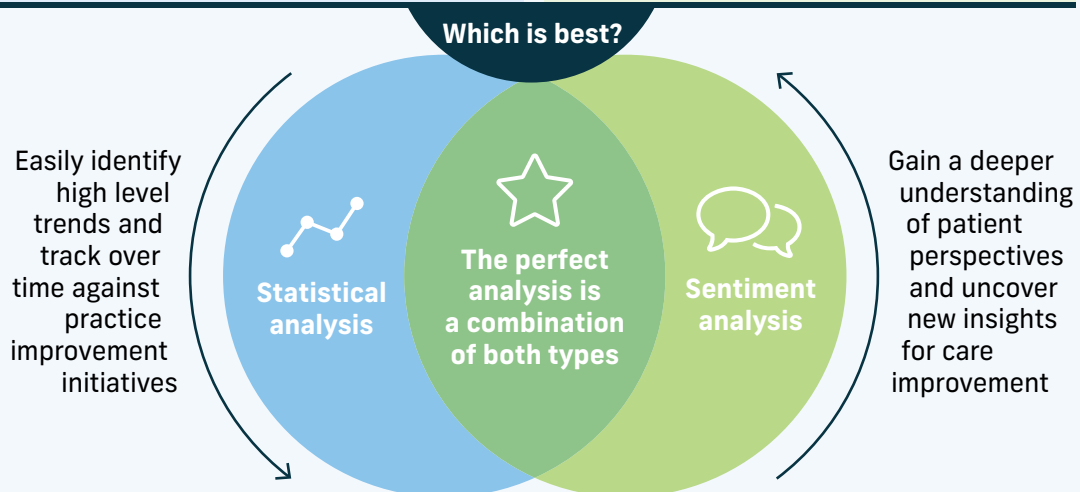 Which is best?
Easily identify
high level
trends and
track over
time against
practice
improvement
initiatives
Statistical
analysis
The perfect
analysis is
a combination
of both types
Sentiment
analysis
Gain a deeper
understanding
of patient
perspectives
and uncover
new insights
for care
improvement